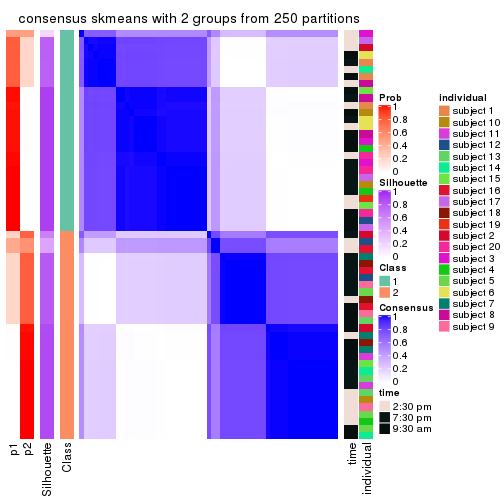 consensus skmeans with 2 groups from 250 partitions
p1
p2
Silhouette
Class
time
individual
Prob
1
0.8
0.6
0.4
0.2
0
Silhouette
1
0.8
0.6
0.4
0.2
0
Class
1
2
Consensus
1
0.8
0.6
0.4
0.2
0
time
2:30 pm
7:30 pm
9:30 am
individual
subject 1
subject 10
subject 11
subject 12
subject 13
subject 14
subject 15
subject 16
subject 17
subject 18
subject 19
subject 2
subject 20
subject 3
subject 4
subject 5
subject 6
subject 7
subject 8
subject 9